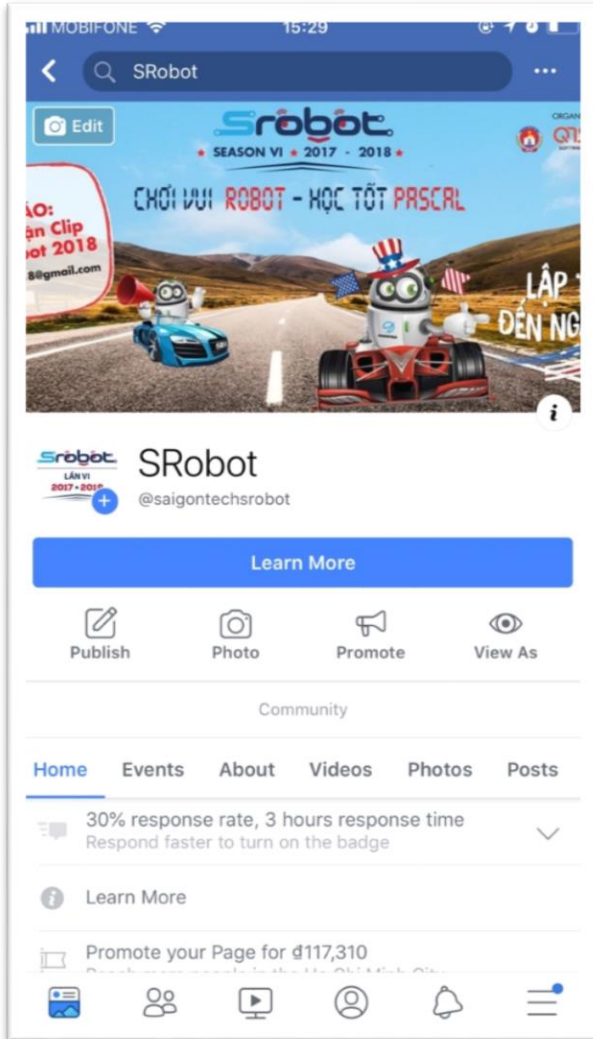 MOBIFONE 15:29
SRobot
Edit
Srobot
SEASON VI ★ 2017 - 2018
ORGAN
CHƠI VUI ROBOT - HỌC TỐT PASCAL
ÁO:
ận Clip
ot 2018
8@gmail.com
LẬP
ĐẾN NG
Srobot
LẦN VI
2017 - 2018
SRobot
@saigontechsrobot
Learn More
Publish Photo Promote View As
Community
Home Events About Videos Photos Posts
30% response rate, 3 hours response time
Respond faster to turn on the badge
Learn More
Promote your Page for ₫117,310